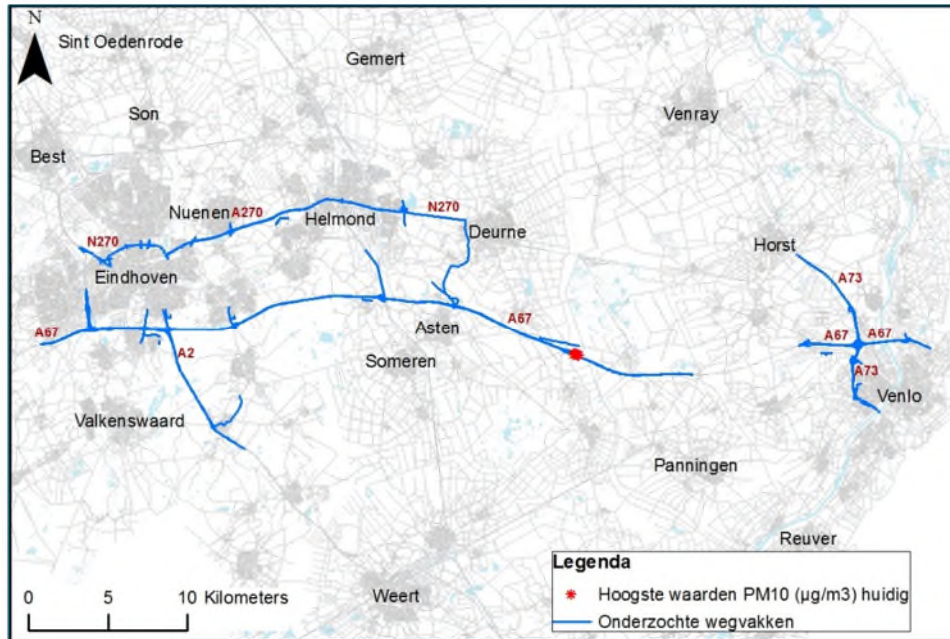 N
Sint Oedenrode
Gemert
Son
Venray
Best
Nuenen
A270
Helmond
N270
Deurne
N270
Eindhoven
Horst
A73
A67
A67
A67
A67
Asten
A2
Someren
A73
Venlo
Valkenswaard
Panningen
Reuver
Weert
0 5 10 Kilometers
Legenda
Hoogste waarden PM10 (µg/m3) huidig
Onderzochte wegvakken